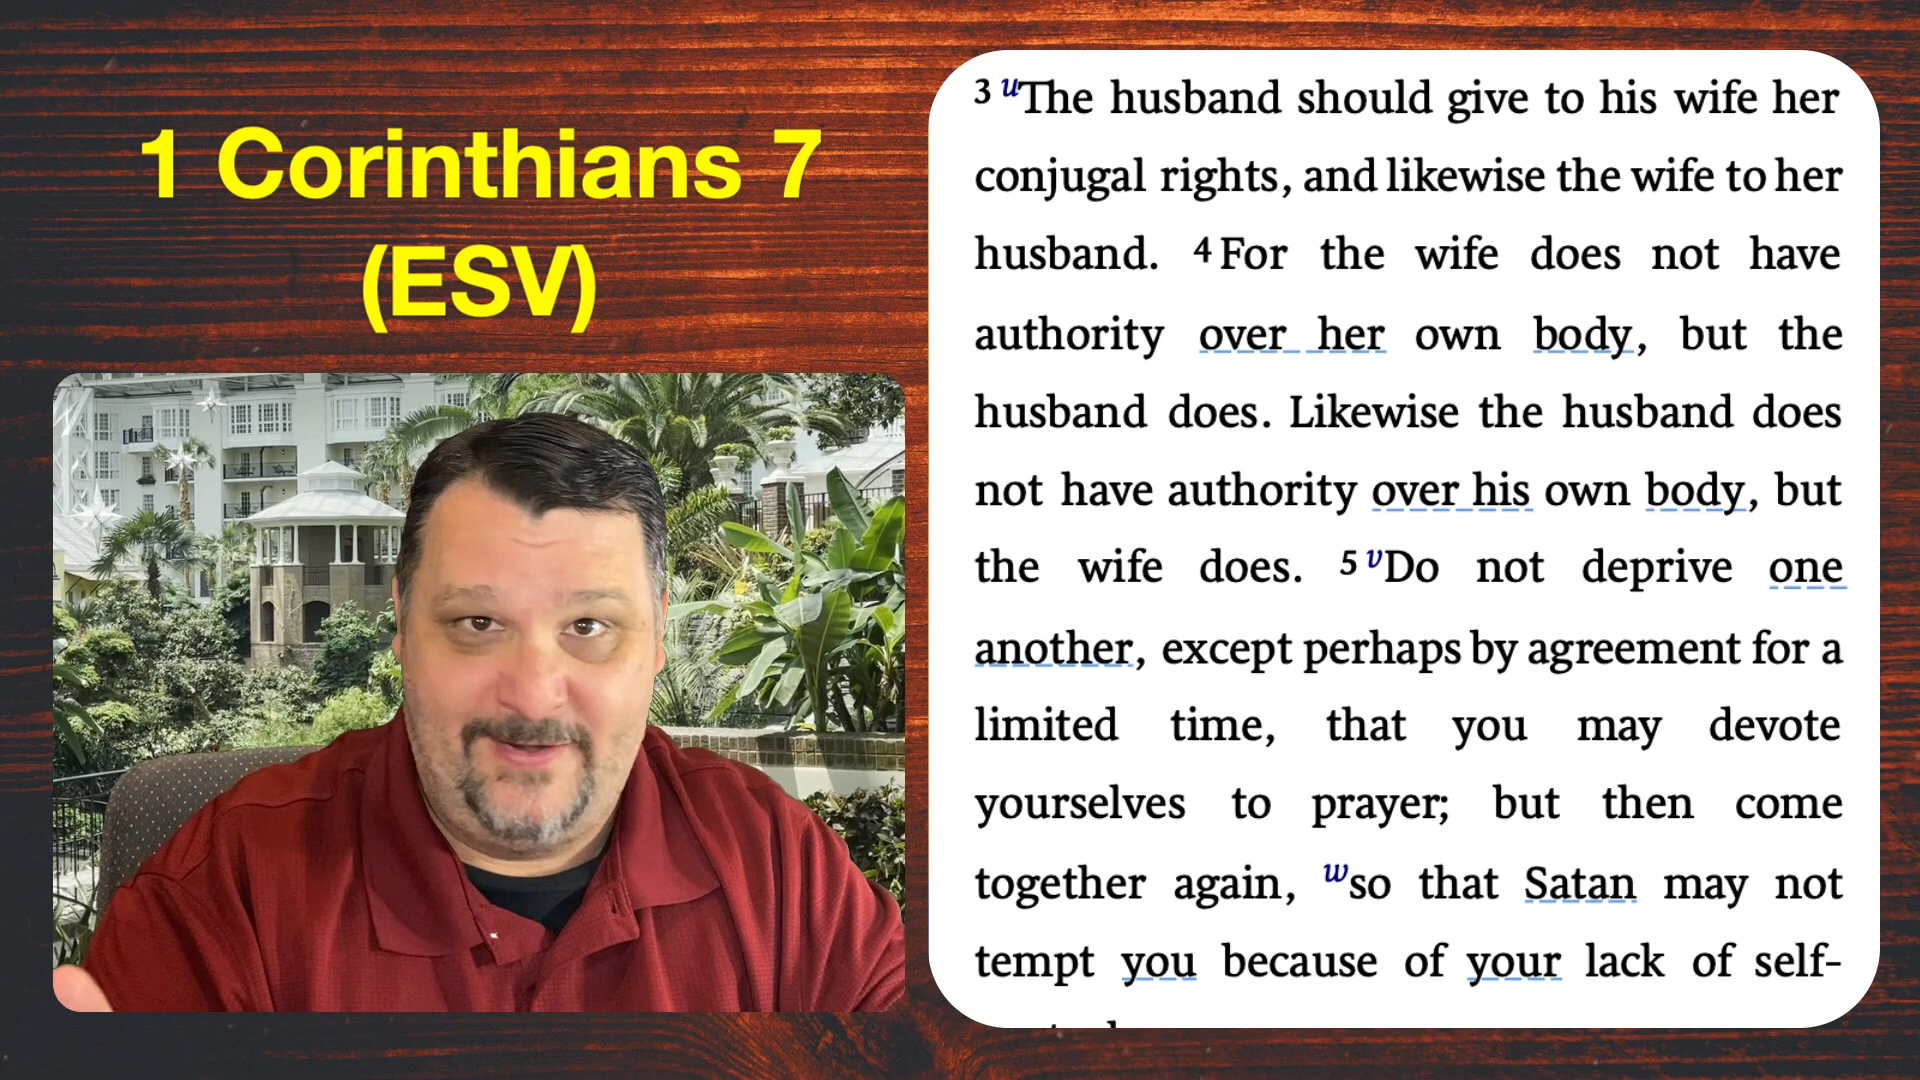 1 Corinthians 7
(ESV)
3 uThe husband should give to his wife her
conjugal rights, and likewise the wife to her
husband. 4 For the wife does not have
authority over her own body, but the
husband does. Likewise the husband does
not have authority over his own body, but
the wife does. 5 vDo not deprive one
another, except perhaps by agreement for a
limited time, that you may devote
yourselves to prayer; but then come
together again, wso that Satan may not
tempt you because of your lack of self-